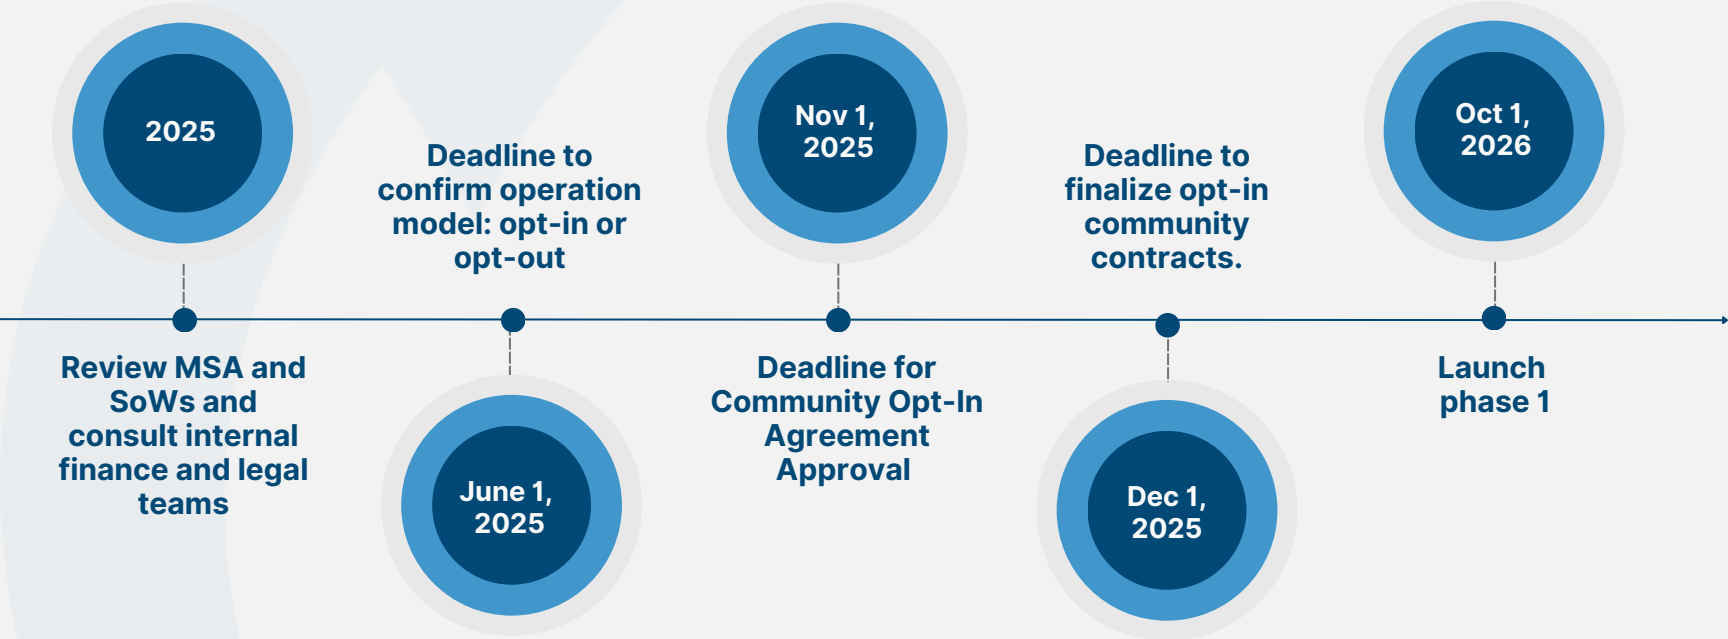 2025
Review MSA and
SoWs and
consult internal
finance and legal
teams
Deadline to
confirm operation
model: opt-in or
opt-out
June 1,
2025
Nov 1,
2025
Deadline for
Community Opt-In
Agreement
Approval
Deadline to
finalize opt-in
community
contracts.
Dec 1,
2025
Oct 1,
2026
Launch
phase 1